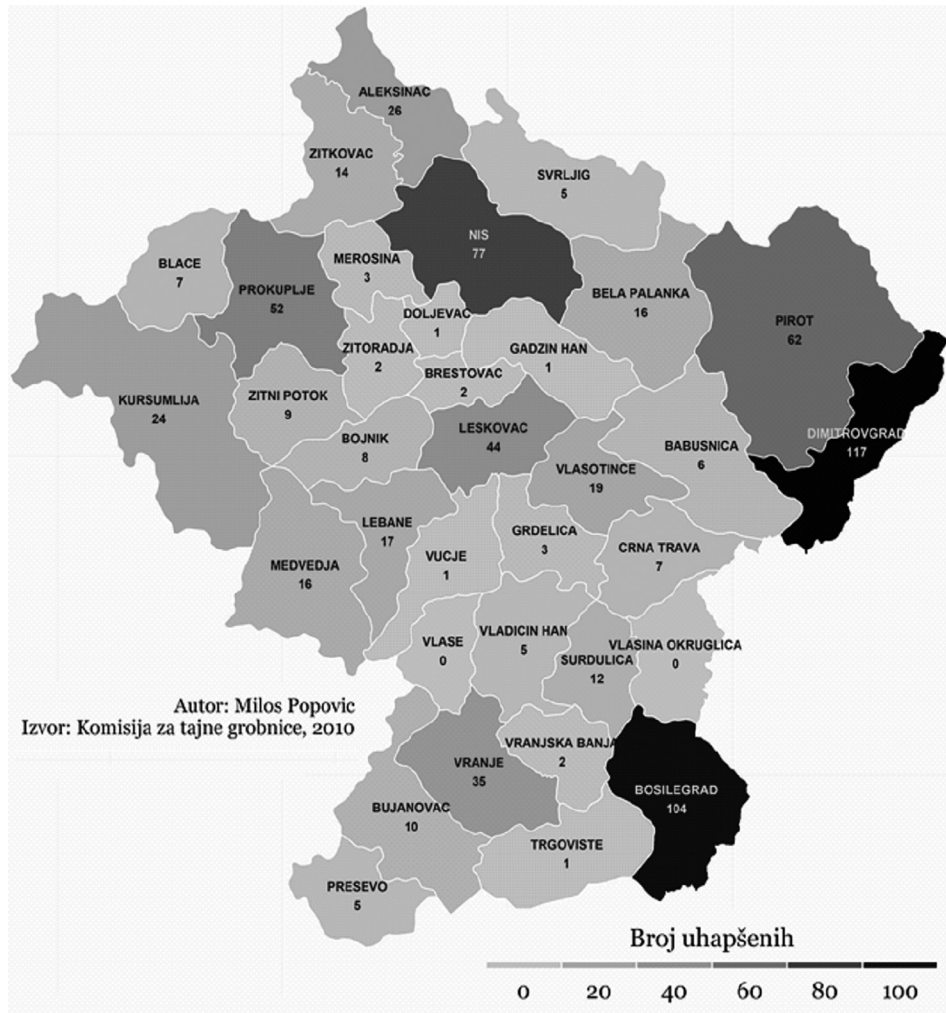 ALEKSINAC
26
ZITKOVAC
14
SVRLJIG
5
NIS
77
BLACE
7
MEROSINA
3
PROKUPLJE
52
BELA PALANKA
16
DOLJEVAC
1
PIROT
62
ZITORADJA
2
GADZIN HAN
1
BRESTOVAC
2
KURSUMLIJA
24
ZITNI POTOK
9
LESKOVAC
44
DIMITROVGRAD
117
BOJNIK
8
BABUSNICA
6
VLASOTINCE
19
LEBANE
17
GRDELICA
3
CRNA TRAVA
7
VUCJE
1
MEDVEDJA
16
VLADICIN HAN
5
VLASE
0
VLASINA OKRUGLICA
0
SURDULICA
12
Autor: Milos Popovic
Izvor: Komisija za tajne grobnice, 2010
VRANJSKA BANJA
2
VRANJE
35
BOSILEGRAD
104
BUJANOVAC
10
TRGOVISTE
1
PRESEVO
5
Broj uhapšenih
0 20 40 60 80 100